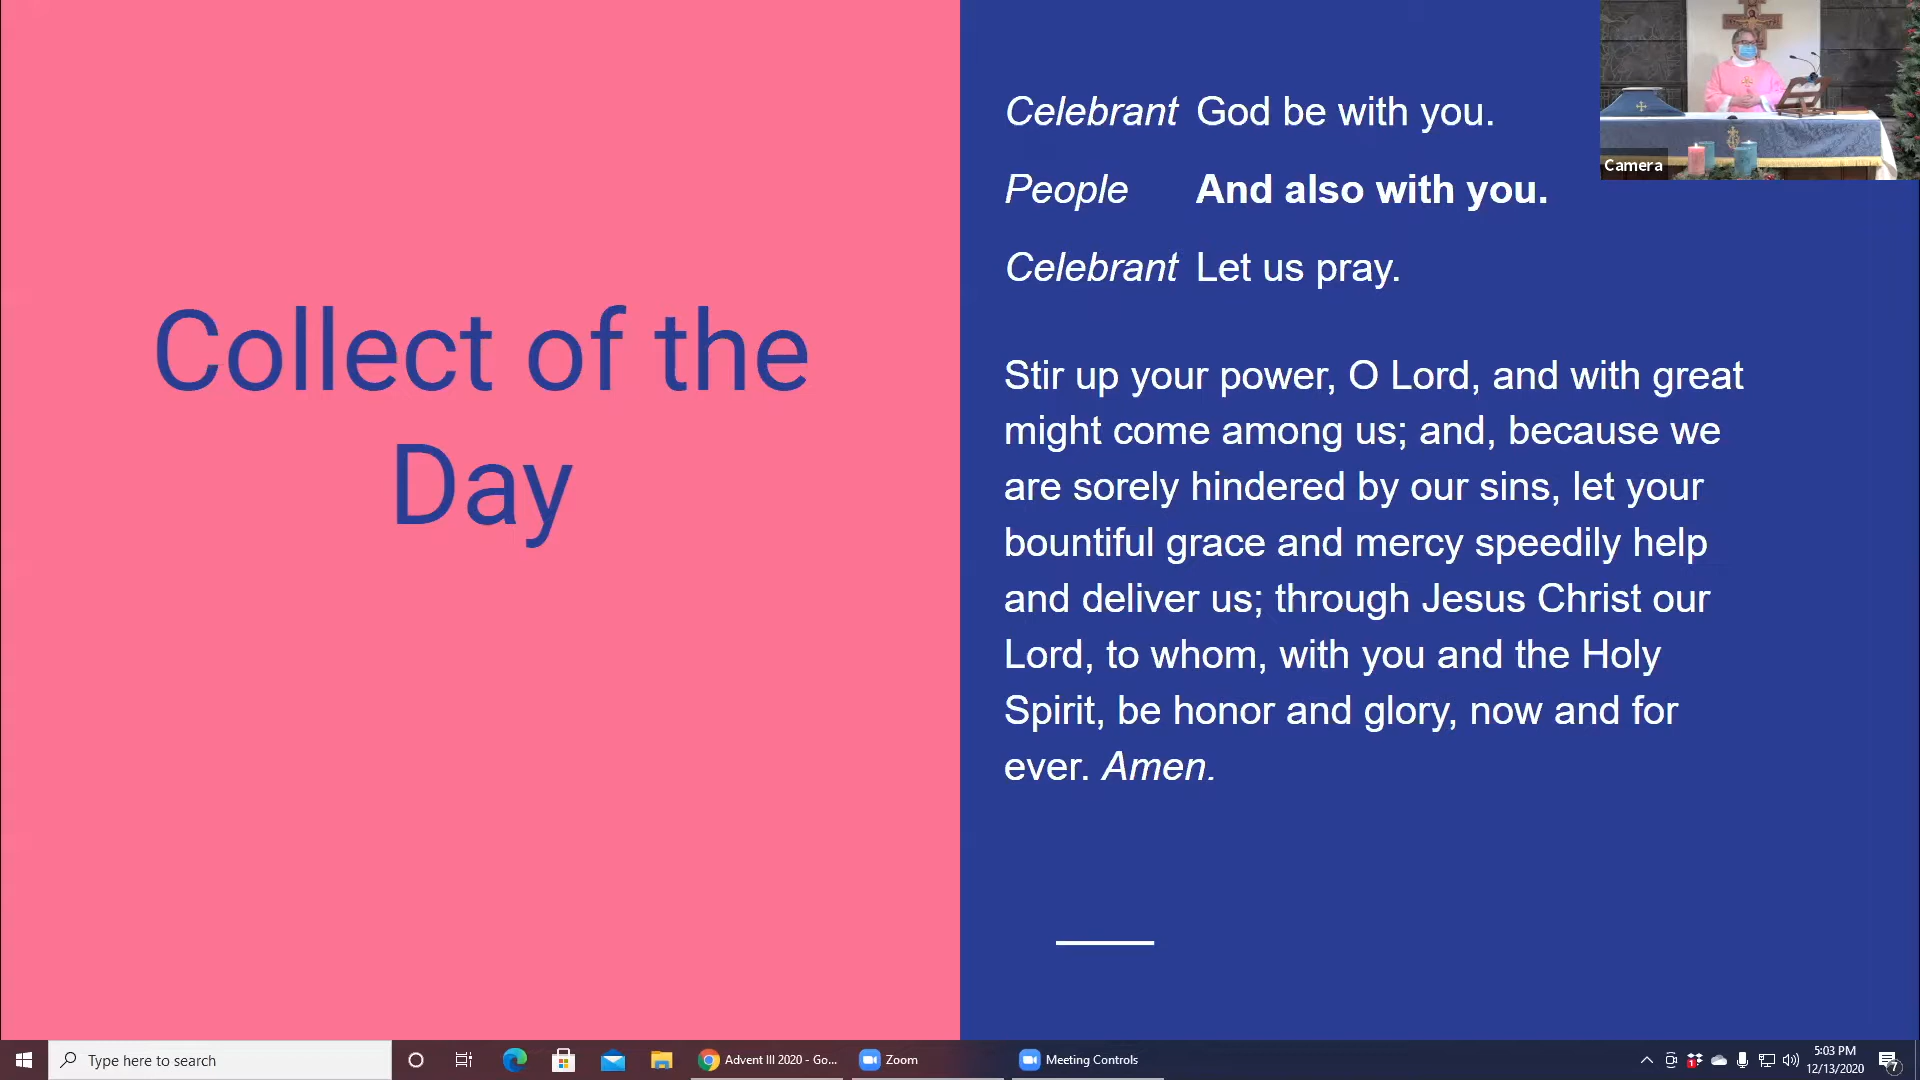 Collect of the
Day
Celebrant God be with you.
People And also with you.
Celebrant Let us pray.
Stir up your power, O Lord, and with great
might come among us; and, because we
are sorely hindered by our sins, let your
bountiful grace and mercy speedily help
and deliver us; through Jesus Christ our
Lord, to whom, with you and the Holy
Spirit, be honor and glory, now and for
ever. Amen.
Camera
Type here to search
Advent III 2020 - Go...
Zoom
Meeting Controls
1
5:03 PM
12/13/2020
7